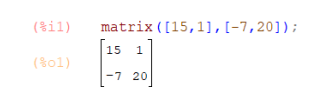 (%i1) matrix([15,1],[-7,20]);
(%o1) [15 1
-7 20]